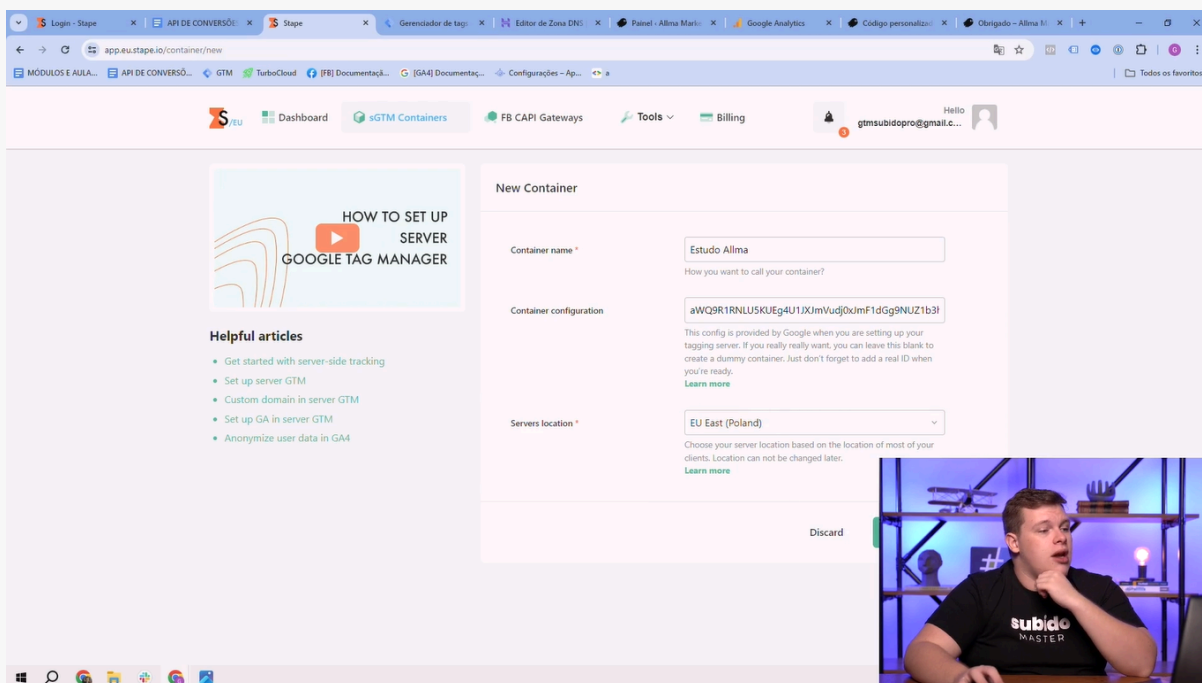 Login - Stape
API DE CONVERSÕE
Stape
Gerenciador de tags
Editor de Zona DNS -
Painel ‹ Allma Marke
Google Analytics
Código personalizad
Obrigado – Allma M
app.eu.stape.io/container/new
MÓDULOS E AULA...
API DE CONVERSÕ...
GTM
TurboCloud
[FB] Documentaçã...
[GA4] Documentaç...
Configurações – Ap...
a
Todos os favoritos
S/EU
Dashboard
sGTM Containers
FB CAPI Gateways
Tools
Billing
3
Hello
gtmsubidopro@gmail.c...
HOW TO SET UP
SERVER
GOOGLE TAG MANAGER
Helpful articles
Get started with server-side tracking
Set up server GTM
Custom domain in server GTM
Set up GA in server GTM
Anonymize user data in GA4
New Container
Container name *
Estudo Allma
How you want to call your container?
Container configuration
This config is provided by Google when you are setting up your
tagging server. If you really really want, you can leave this blank to
create a dummy container. Just don't forget to add a real ID when
you're ready.
Learn more
Servers location *
EU East (Poland)
Choose your server location based on the location of most of your
clients. Location can not be changed later.
Learn more
Discard
subido
MASTER